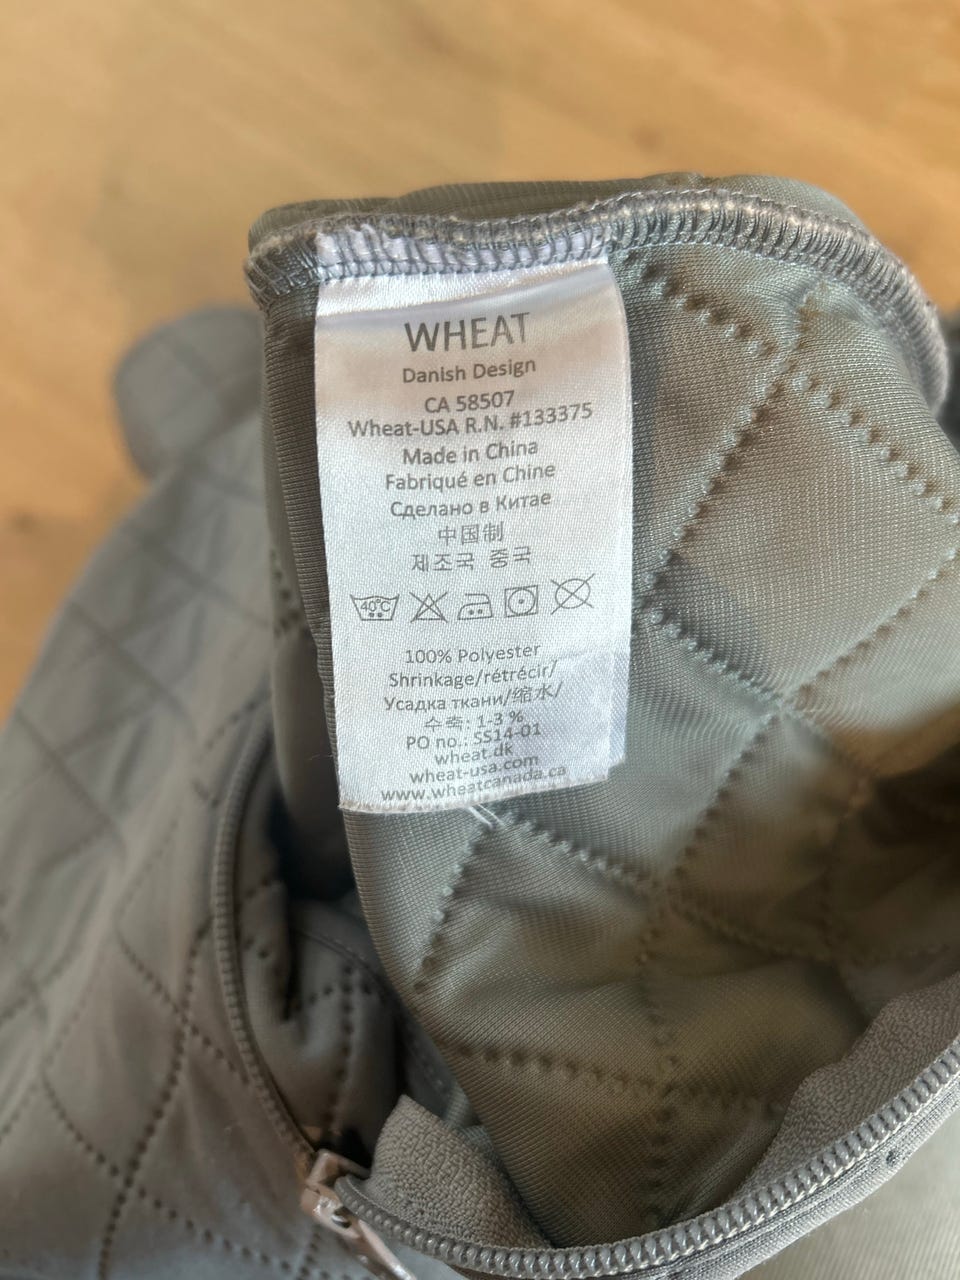 WHEAT
Danish Design
CA 58507
Wheat-USA R.N. #133375
Made in China
Fabriqué en Chine
Сделано в Китае
中国制
제조국 중국
40°C
100% Polyester
Shrinkage/rétrécir/
Усадка ткани/缩水/
수축: 1-3 %
PO no.: SS14-01
wheat.dk
wheat-usa.com
www.wheatcanada.ca